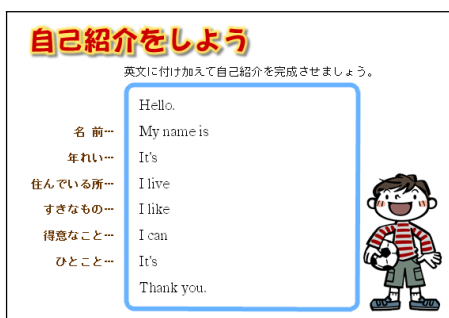 自己紹介をしよう
英文に付け加えて自己紹介を完成させましょう。
Hello.
名 前… My name is
年れい… It's
住んでいる所… I live
すきなもの… I like
得意なこと… I can
ひとこと… It's
Thank you.